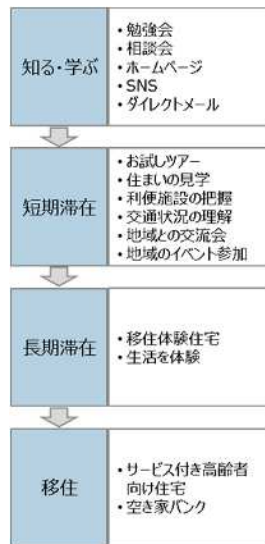 知る・学ぶ
・勉強会
・相談会
・ホームページ
・SNS
・ダイレクトメール
短期滞在
・お試しツアー
・住まいの見学
・利便施設の把握
・交通状況の理解
・地域との交流会
・地域のイベント参加
長期滞在
・移住体験住宅
・生活を体験
移住
・サービス付き高齢者
向け住宅
・空き家バンク